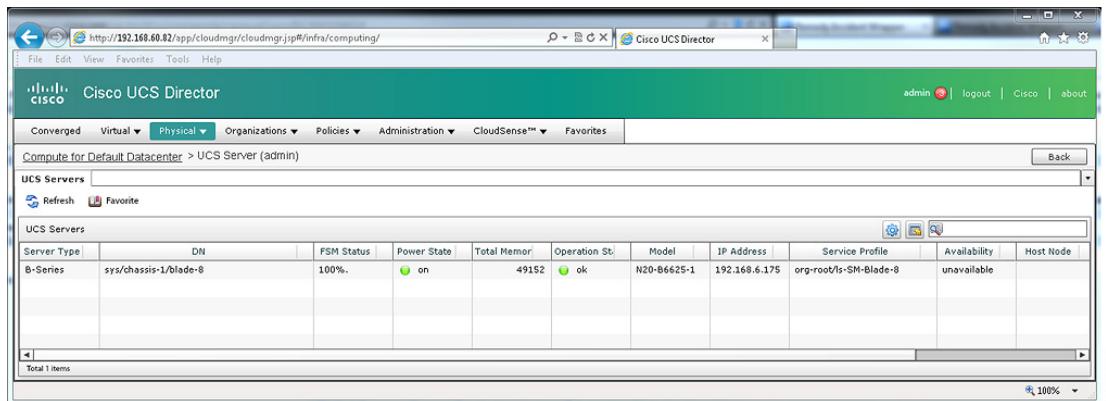 http://192.168.60.82/app/cloudmgr/cloudmgr.jsp#/infra/computing/
Cisco UCS Director
File Edit View Favorites Tools Help
CISCO Cisco UCS Director
admin logout | Cisco | about
Converged Virtual Physical Organizations Policies Administration CloudSense™ Favorites
Compute for Default Datacenter > UCS Server (admin) Back
UCS Servers
Refresh Favorite
UCS Servers
Server Type DN FSM Status Power State Total Memor Operation St Model IP Address Service Profile Availability Host Node
B-Series sys/chassis-1/blade-8 100%. on 49152 ok N20-B6625-1 192.168.6.175 org-root/ls-SM-Blade-8 unavailable
Total 1 items
100%